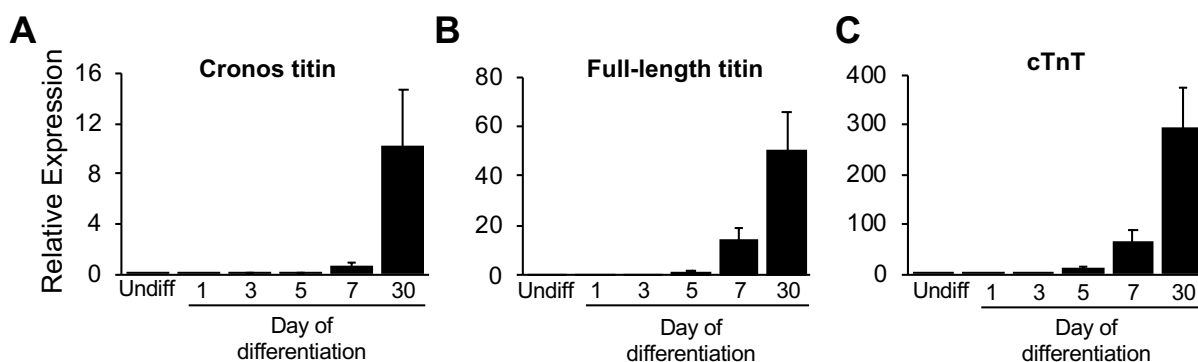 A
Cronos titin
Relative Expression
16
12
8
4
0
Undiff 1 3 5 7 30
Day of
differentiation
B
Full-length titin
80
60
40
20
0
Undiff 1 3 5 7 30
Day of
differentiation
C
cTnT
400
300
200
100
0
Undiff 1 3 5 7 30
Day of
differentiation